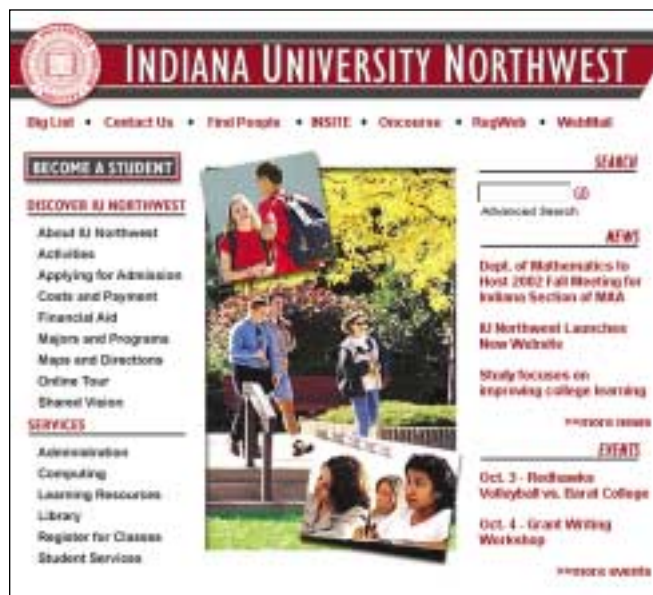 INDIANA UNIVERSITY NORTHWEST
Big List • Contact Us • Find People • INSITE • Oncourse • RegWeb • WebMail
BECOME A STUDENT
DISCOVER IU NORTHWEST
About IU Northwest
Activities
Applying for Admission
Costs and Payment
Financial Aid
Majors and Programs
Maps and Directions
Online Tour
Shared Vision
SERVICES
Administration
Computing
Learning Resources
Library
Register for Classes
Student Services
SEARCH
GO
Advanced Search
NEWS
Dept. of Mathematics to
Host 2002 Fall Meeting for
Indiana Section of MAA
IU Northwest Launches
New Website
Study focuses on
improving college learning
>>more news
EVENTS
Oct. 3 - Redhawks
Volleyball vs. Barat College
Oct. 4 - Grant Writing
Workshop
>>more events